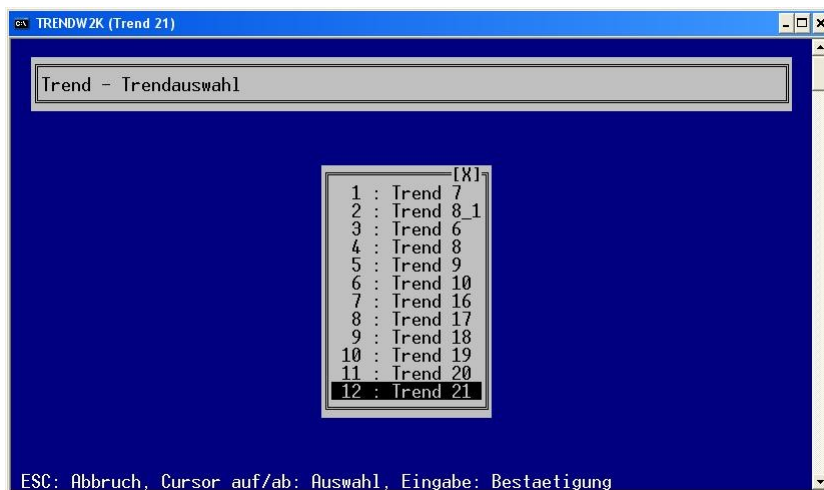 TRENDW2K (Trend 21)
Trend - Trendauswahl
[X]
1 : Trend 7
2 : Trend 8_1
3 : Trend 6
4 : Trend 8
5 : Trend 9
6 : Trend 10
7 : Trend 16
8 : Trend 17
9 : Trend 18
10 : Trend 19
11 : Trend 20
12 : Trend 21
ESC: Abbruch, Cursor auf/ab: Auswahl, Eingabe: Bestaetigung